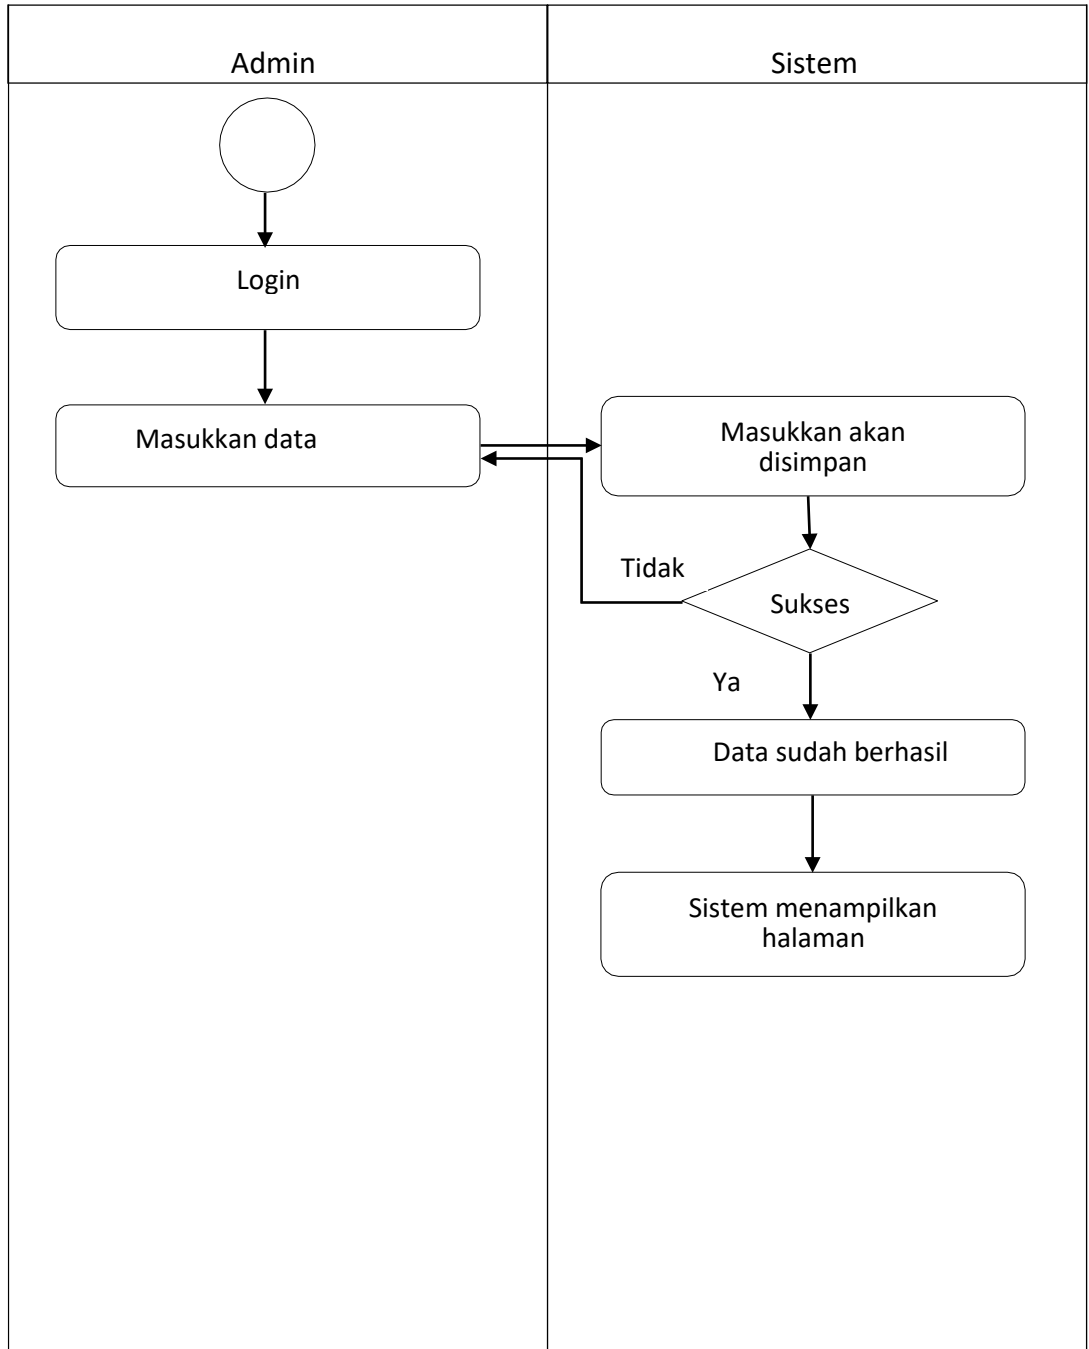 Admin
Sistem
Login
Masukkan data
Masukkan akan
disimpan
Tidak
Sukses
Ya
Data sudah berhasil
Sistem menampilkan
halaman